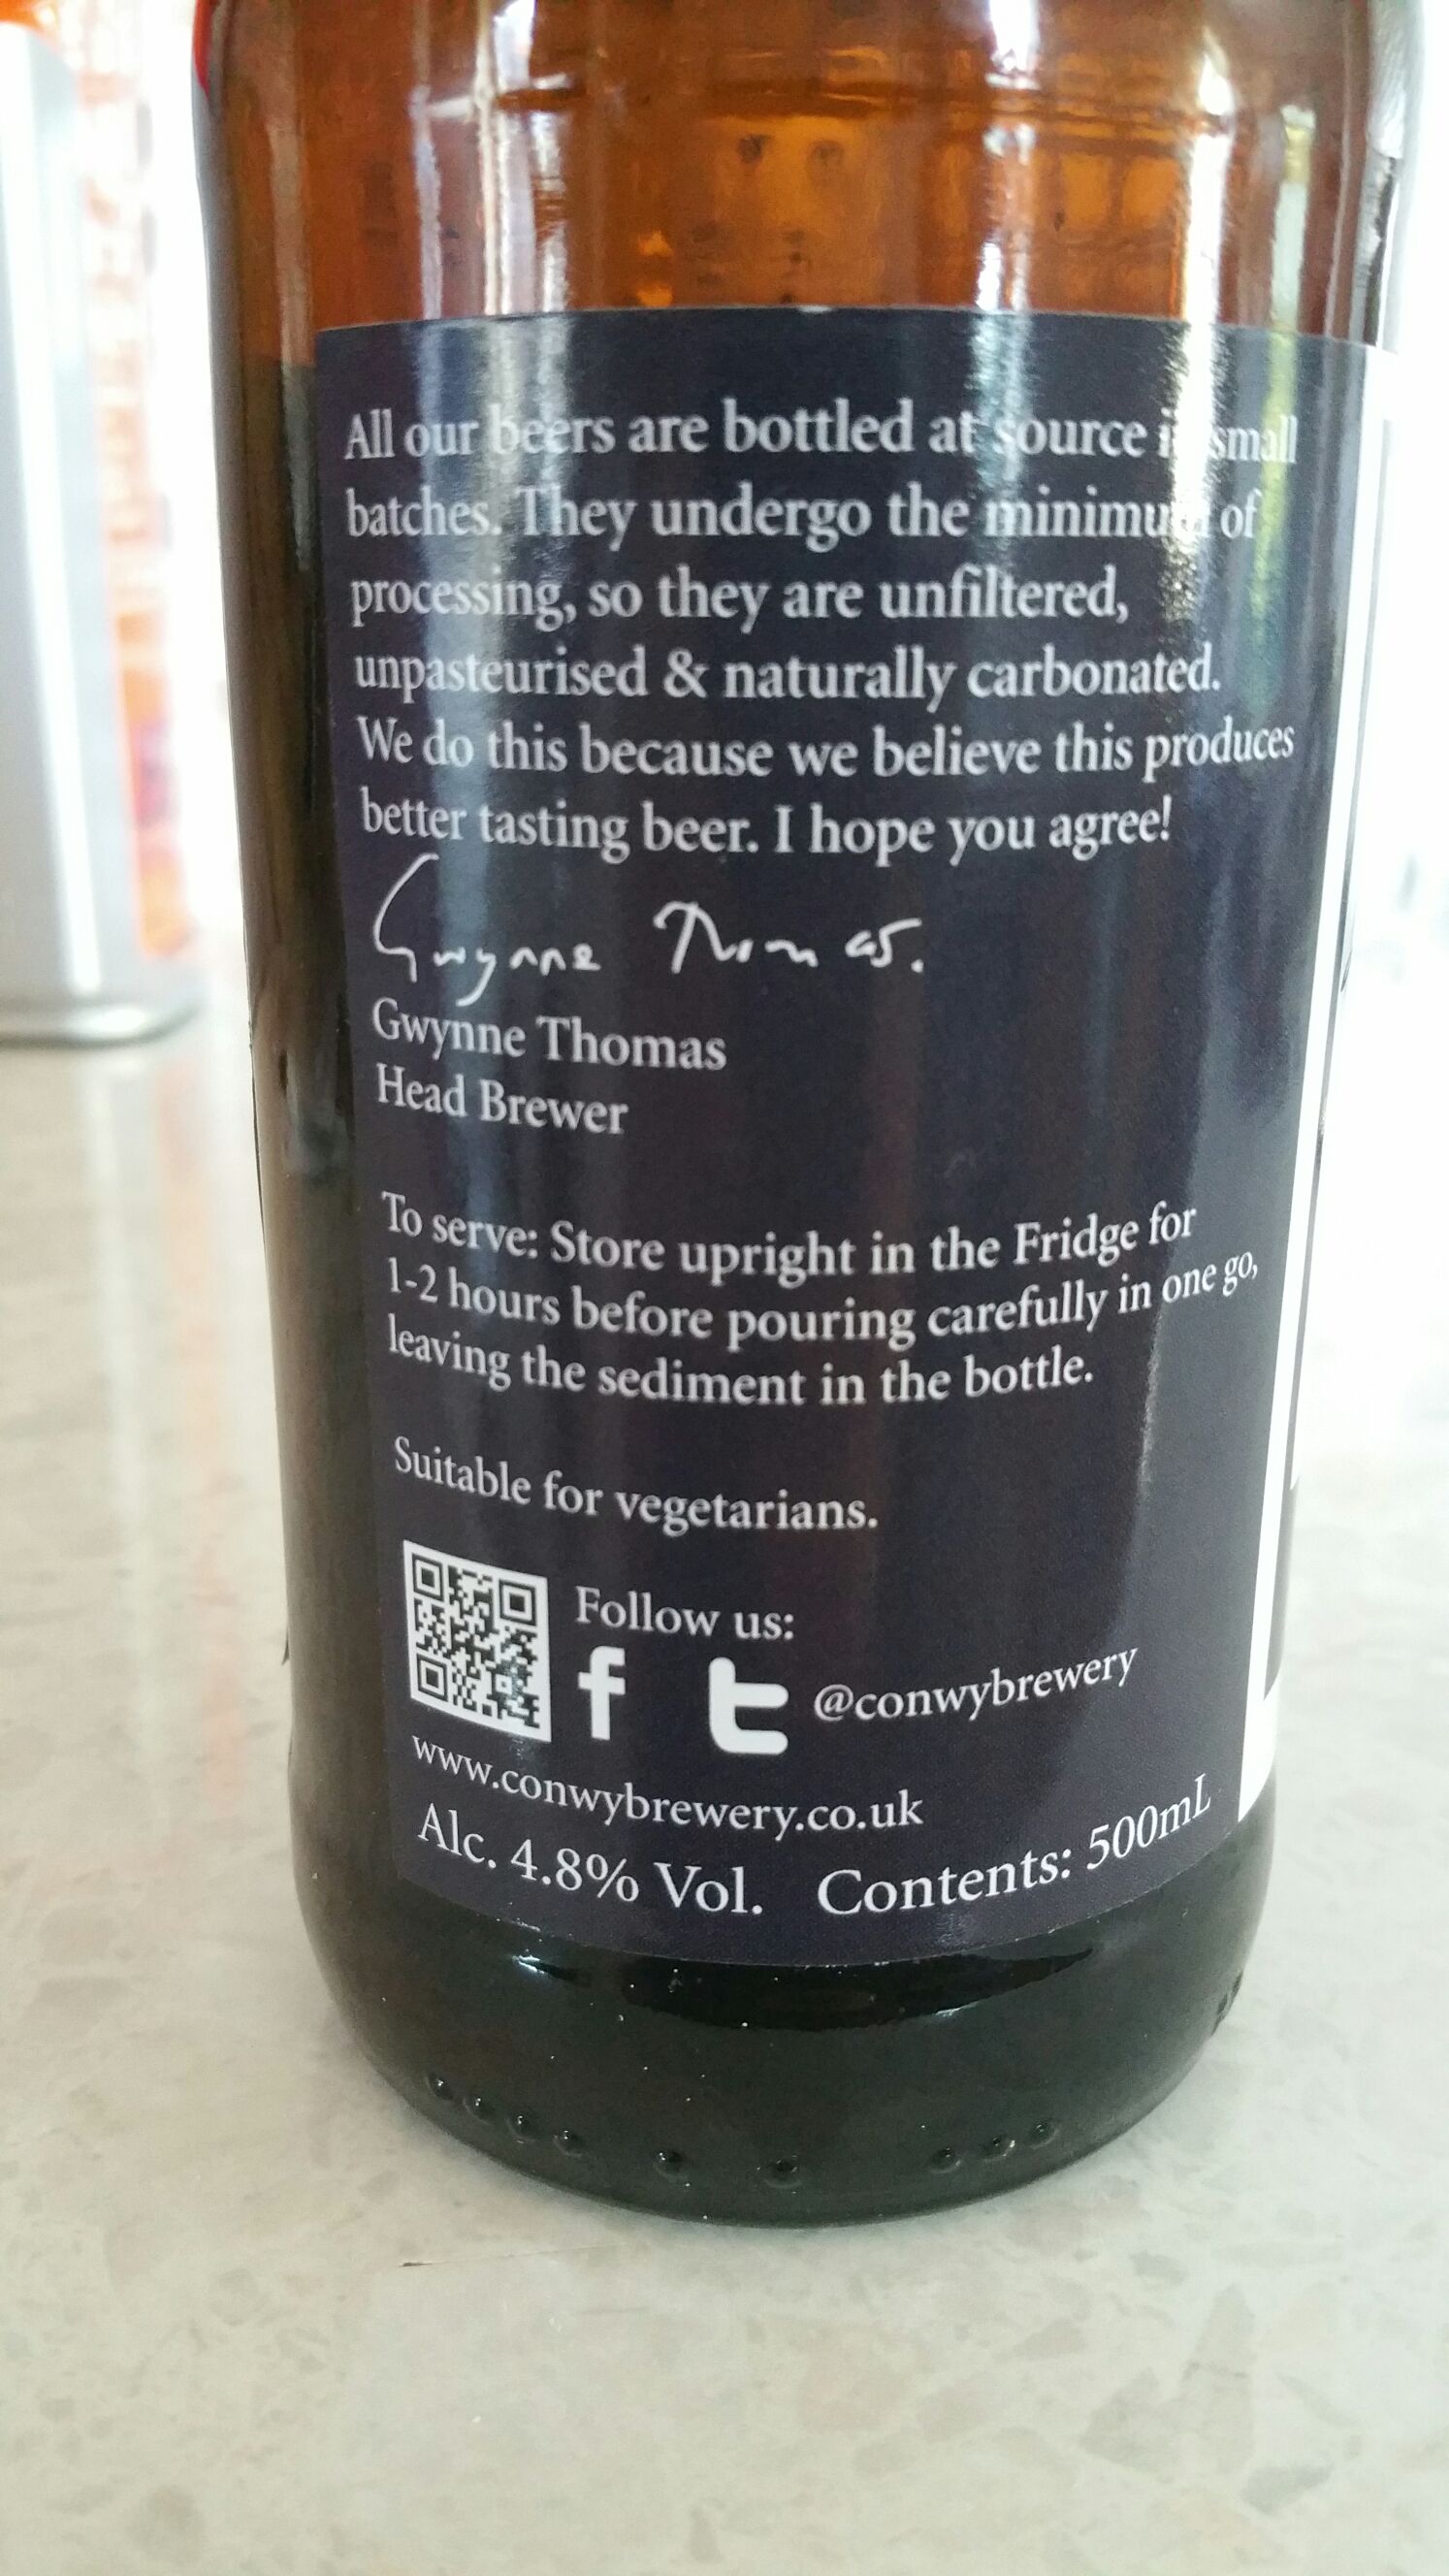 All our beers are bottled at source in small
batches. They undergo the minimum of
processing, so they are unfiltered,
unpasteurised & naturally carbonated.
We do this because we believe this produces
better tasting beer. I hope you agree!
Gwynne Thomas.
Gwynne Thomas
Head Brewer
To serve: Store upright in the Fridge for
1-2 hours before pouring carefully in one go,
leaving the sediment in the bottle.
Suitable for vegetarians.
Follow us:
f t @conwybrewery
www.conwybrewery.co.uk
Alc. 4.8% Vol. Contents: 500mL